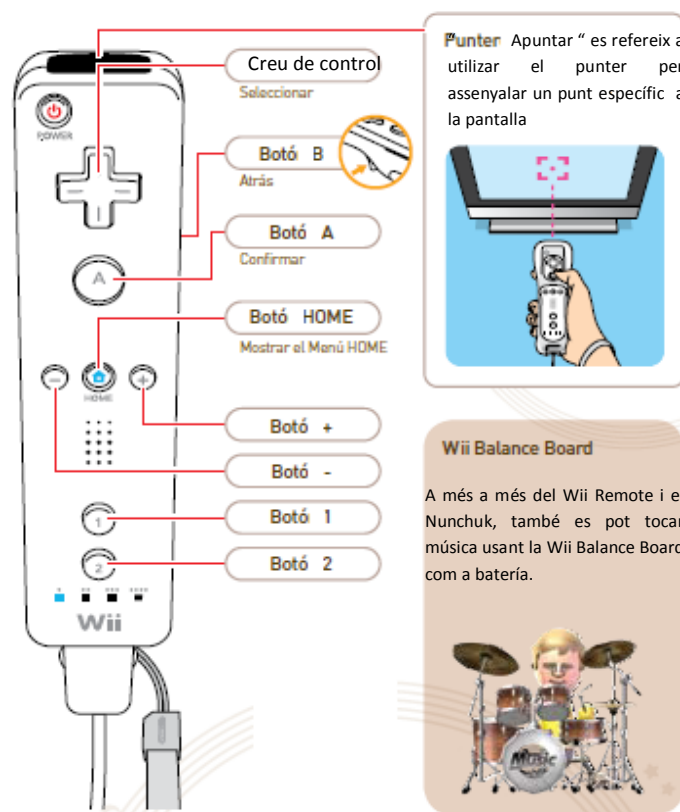 Creu de control
Seleccionar
POWER
Botó B
Atrás
A
Botó A
Confirmar
Botó HOME
Mostrar el Menú HOME
HOME
Botó +
Botó -
1
Botó 1
2
Botó 2
Wii
Punter Apuntar “ es refereix a
utilizar el punter per
assenyalar un punt específic a
la pantalla
Wii Balance Board
A més a més del Wii Remote i e
Nunchuk, també es pot tocar
música usant la Wii Balance Board
com a batería.
Music